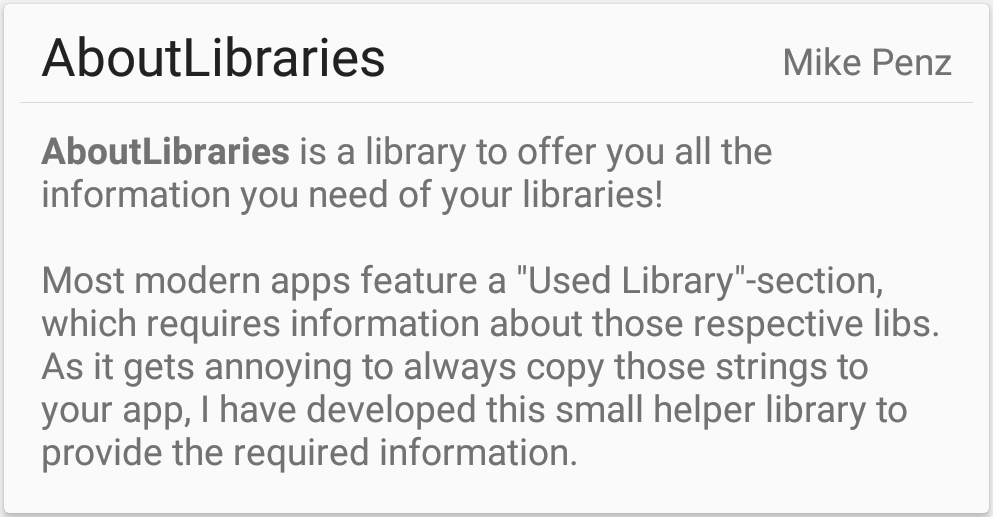 AboutLibraries
Mike Penz
AboutLibraries is a library to offer you all the
information you need of your libraries!
Most modern apps feature a "Used Library"-section,
which requires information about those respective libs.
As it gets annoying to always copy those strings to
your app, I have developed this small helper library to
provide the required information.